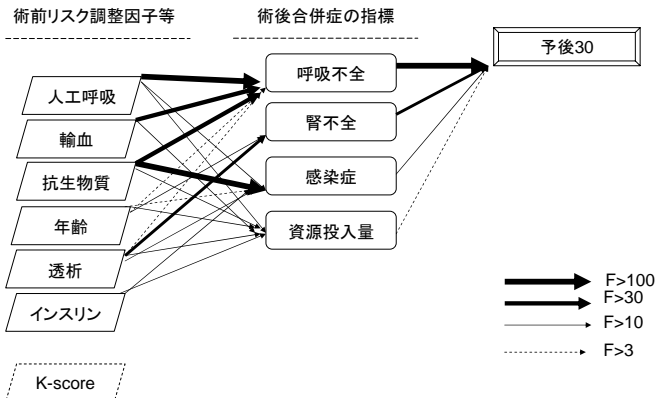 術前リスク調整因子等
術後合併症の指標
予後30
人工呼吸
輸血
抗生物質
年齢
透析
インスリン
K-score
呼吸不全
腎不全
感染症
資源投入量
F>100
F>30
F>10
F>3